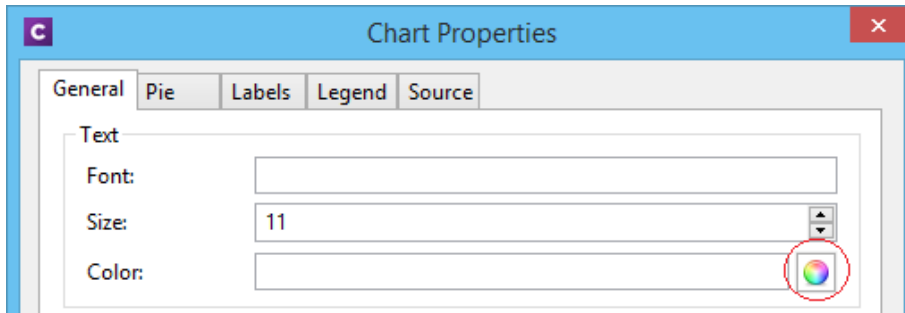 C Chart Properties
General Pie Labels Legend Source
Text
Font:
Size: 11
Color: